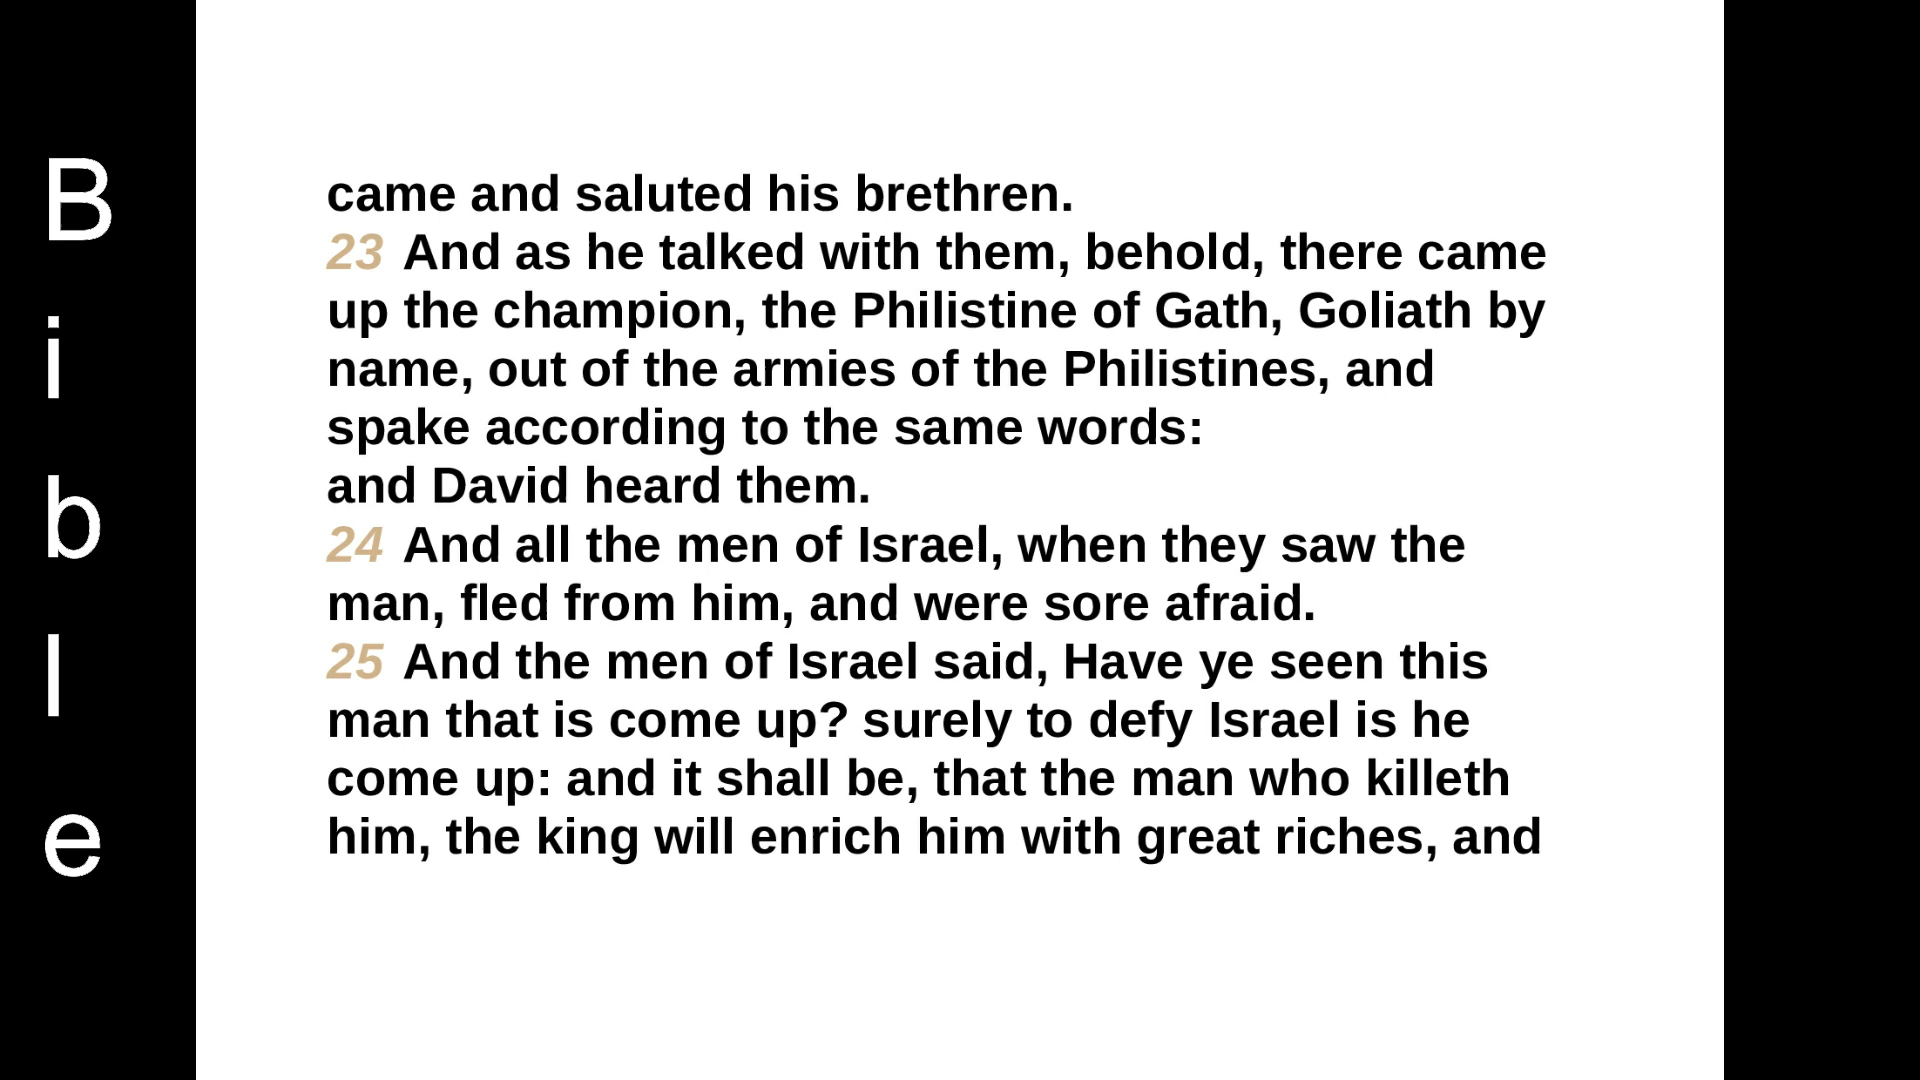 B
i
b
l
e
came and saluted his brethren.
23 And as he talked with them, behold, there came
up the champion, the Philistine of Gath, Goliath by
name, out of the armies of the Philistines, and
spake according to the same words:
and David heard them.
24 And all the men of Israel, when they saw the
man, fled from him, and were sore afraid.
25 And the men of Israel said, Have ye seen this
man that is come up? surely to defy Israel is he
come up: and it shall be, that the man who killeth
him, the king will enrich him with great riches, and